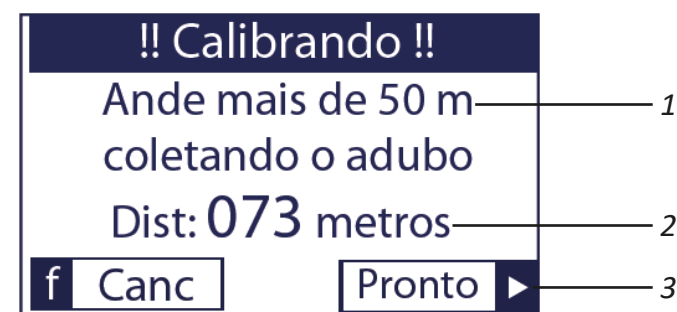 !! Calibrando !!
Ande mais de 50 m 1
coletando o adubo
Dist: 073 metros 2
f Canc Pronto ▶ 3